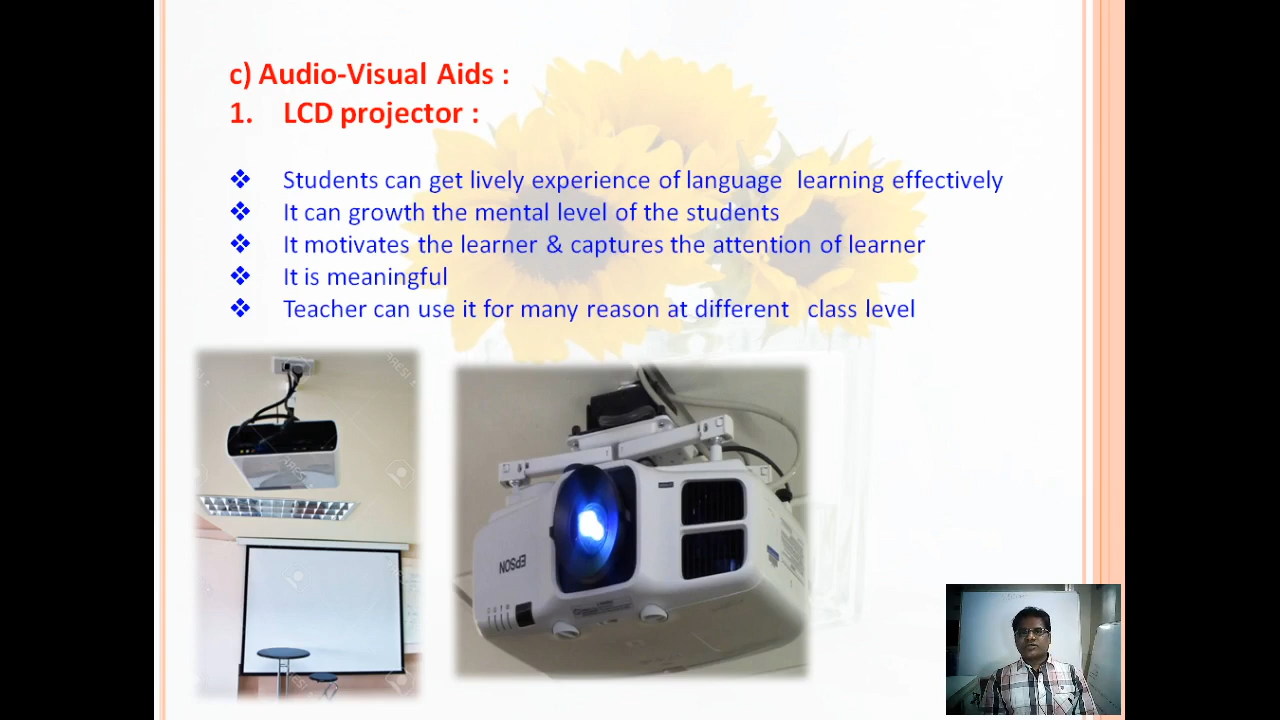 c) Audio-Visual Aids :
1. LCD projector :
❖ Students can get lively experience of language learning effectively
❖ It can growth the mental level of the students
❖ It motivates the learner & captures the attention of learner
❖ It is meaningful
❖ Teacher can use it for many reason at different class level
EPSON